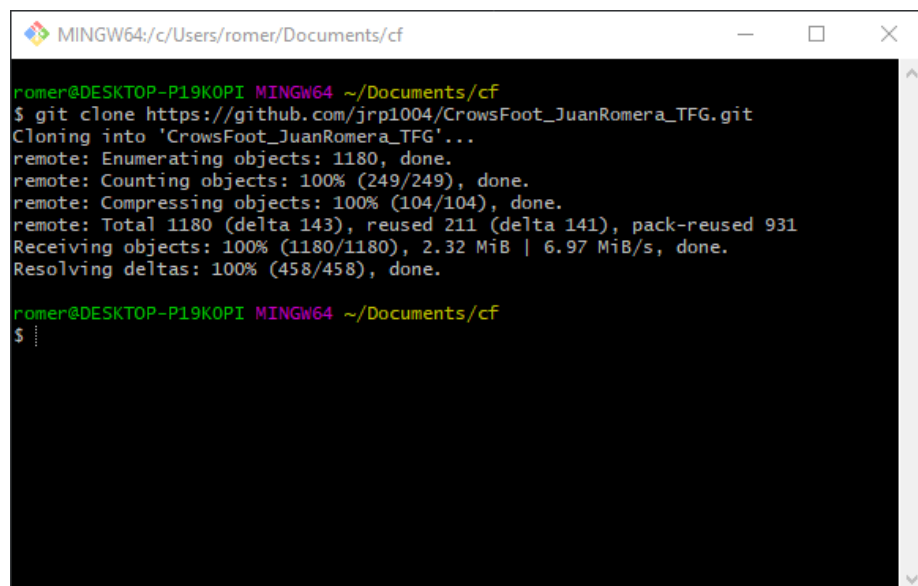 MINGW64:/c/Users/romer/Documents/cf
romer@DESKTOP-P19K0PI MINGW64 ~/Documents/cf
$ git clone https://github.com/jrp1004/CrowsFoot_JuanRomera_TFG.git
Cloning into 'CrowsFoot_JuanRomera_TFG'...
remote: Enumerating objects: 1180, done.
remote: Counting objects: 100% (249/249), done.
remote: Compressing objects: 100% (104/104), done.
remote: Total 1180 (delta 143), reused 211 (delta 141), pack-reused 931
Receiving objects: 100% (1180/1180), 2.32 MiB | 6.97 MiB/s, done.
Resolving deltas: 100% (458/458), done.
romer@DESKTOP-P19K0PI MINGW64 ~/Documents/cf
$